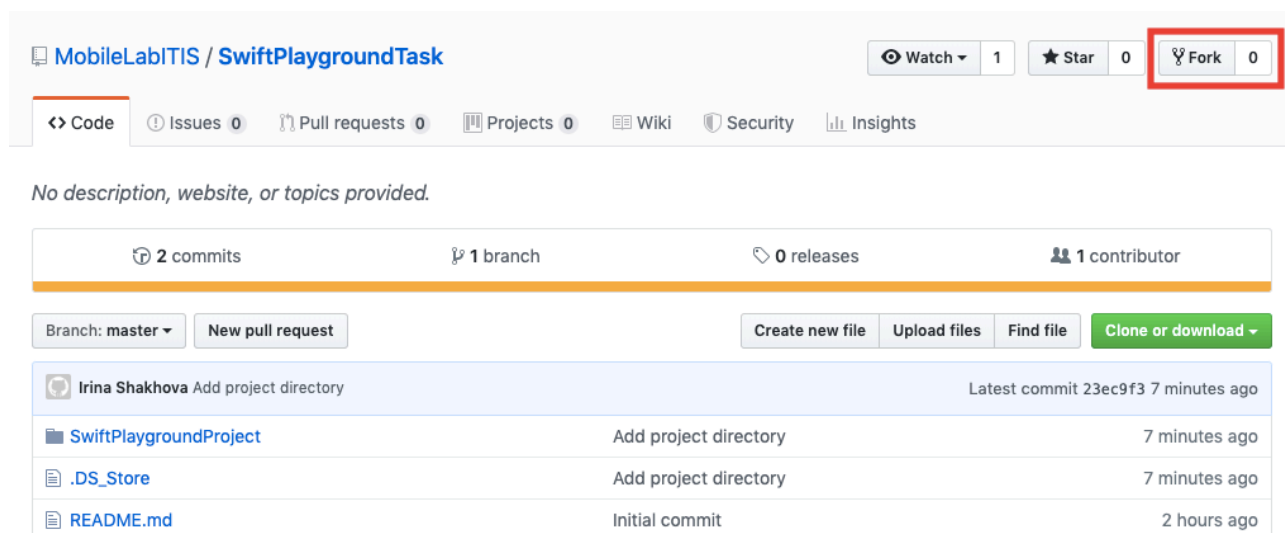 MobileLabITIS / SwiftPlaygroundTask Watch 1 Star 0 Fork 0
Code Issues 0 Pull requests 0 Projects 0 Wiki Security Insights
No description, website, or topics provided.
2 commits 1 branch 0 releases 1 contributor
Branch: master New pull request Create new file Upload files Find file Clone or download
Irina Shakhova Add project directory Latest commit 23ec9f3 7 minutes ago
SwiftPlaygroundProject Add project directory 7 minutes ago
.DS_Store Add project directory 7 minutes ago
README.md Initial commit 2 hours ago